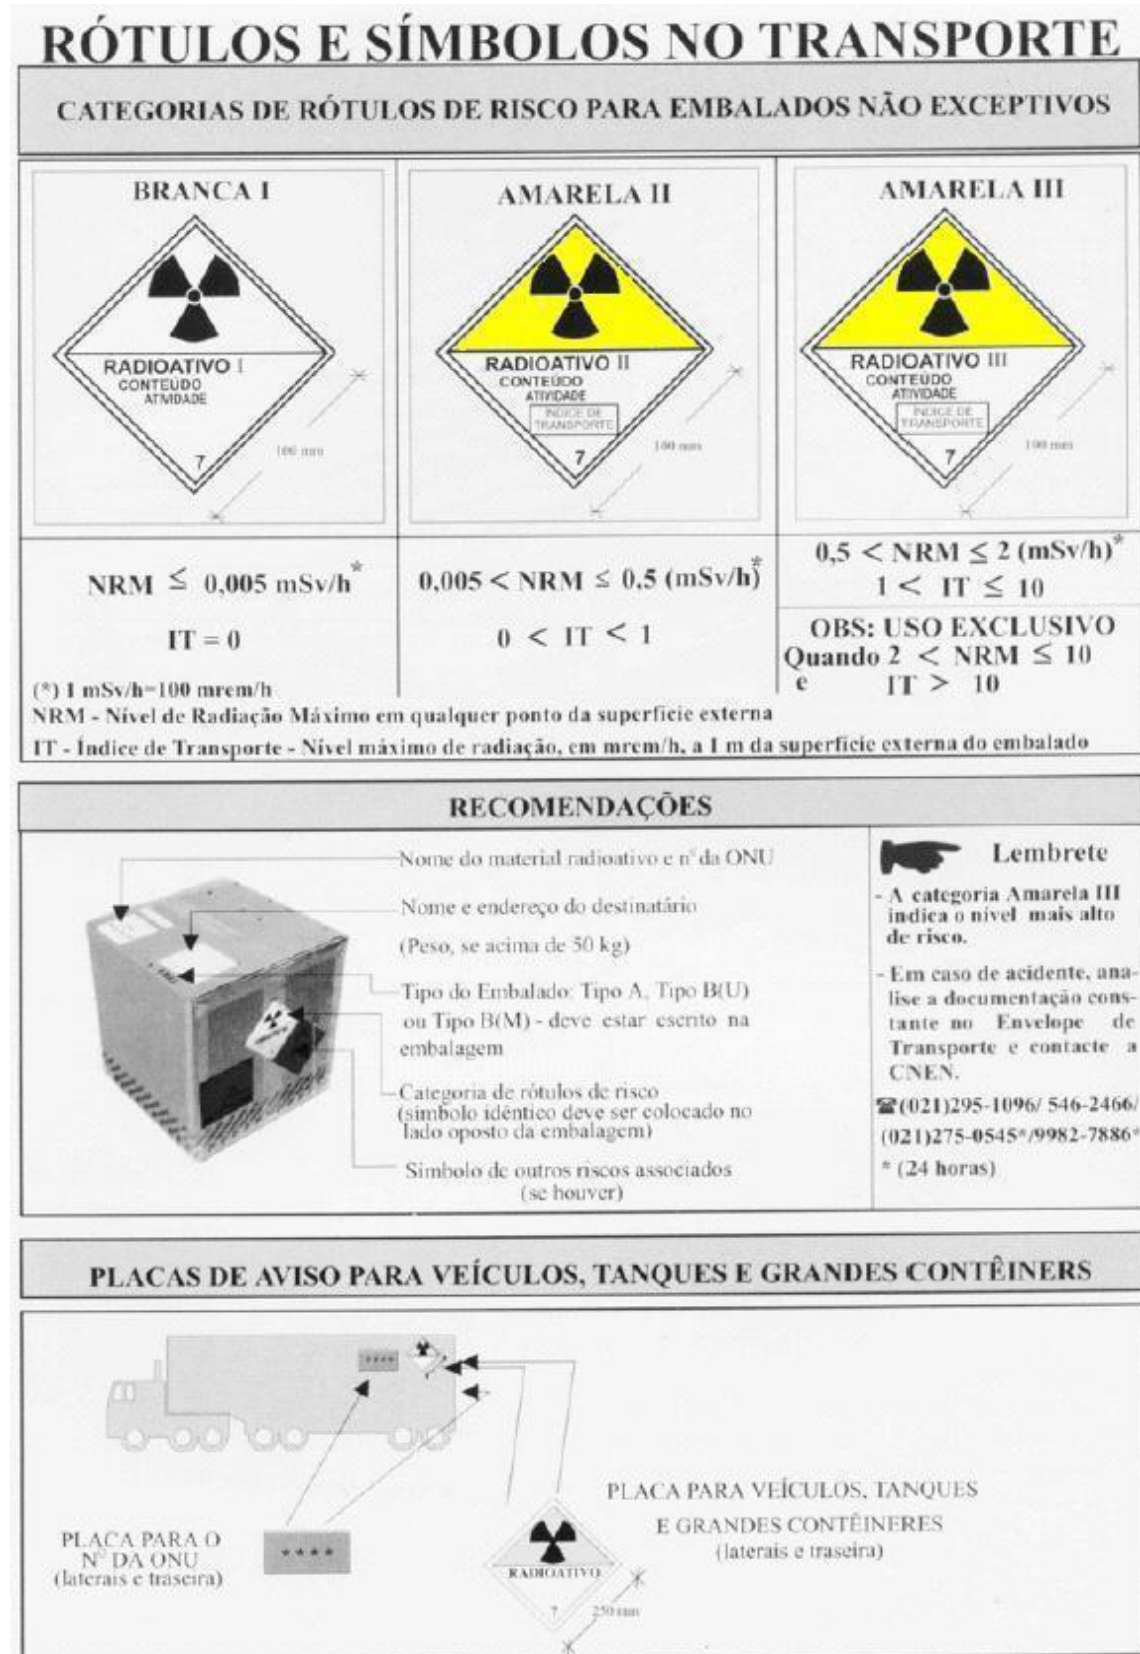 RÓTULOS E SÍMBOLOS NO TRANSPORTE
CATEGORIAS DE RÓTULOS DE RISCO PARA EMBALADOS NÃO EXCEPTIVOS
BRANCA I
RADIOATIVO I
CONTEÚDO
ATIVIDADE
7
100 mm
NRM ≤ 0,005 mSv/h*
IT = 0
AMARELA II
RADIOATIVO II
CONTEÚDO
ATIVIDADE
ÍNDICE DE
TRANSPORTE
7
100 mm
0,005 < NRM ≤ 0,5 (mSv/h)*
0 < IT < 1
AMARELA III
RADIOATIVO III
CONTEÚDO
ATIVIDADE
ÍNDICE DE
TRANSPORTE
7
100 mm
0,5 < NRM ≤ 2 (mSv/h)*
1 < IT ≤ 10
OBS: USO EXCLUSIVO
Quando 2 < NRM ≤ 10
e IT > 10
(*) 1 mSv/h=100 mrem/h
NRM - Nível de Radiação Máximo em qualquer ponto da superfície externa
IT - Índice de Transporte - Nível máximo de radiação, em mrem/h, a 1 m da superfície externa do embalado
RECOMENDAÇÕES
Nome do material radioativo e nº da ONU
Nome e endereço do destinatário
(Peso, se acima de 50 kg)
Tipo do Embalado: Tipo A, Tipo B(U)
ou Tipo B(M) - deve estar escrito na
embalagem
Categoria de rótulos de risco
(símbolo idêntico deve ser colocado no
lado oposto da embalagem)
Símbolo de outros riscos associados
(se houver)
Lembrete
- A categoria Amarela III
indica o nível mais alto
de risco.
- Em caso de acidente, ana-
lise a documentação cons-
tante no Envelope de
Transporte e contacte a
CNEN.
☎(021)295-1096/ 546-2466/
(021)275-0545*/9982-7886*
* (24 horas)
PLACAS DE AVISO PARA VEÍCULOS, TANQUES E GRANDES CONTÊINERS
****
PLACA PARA O
Nº DA ONU
(laterais e traseira)
****
RADIOATIVO
7
250 mm
PLACA PARA VEÍCULOS, TANQUES
E GRANDES CONTÊINERES
(laterais e traseira)